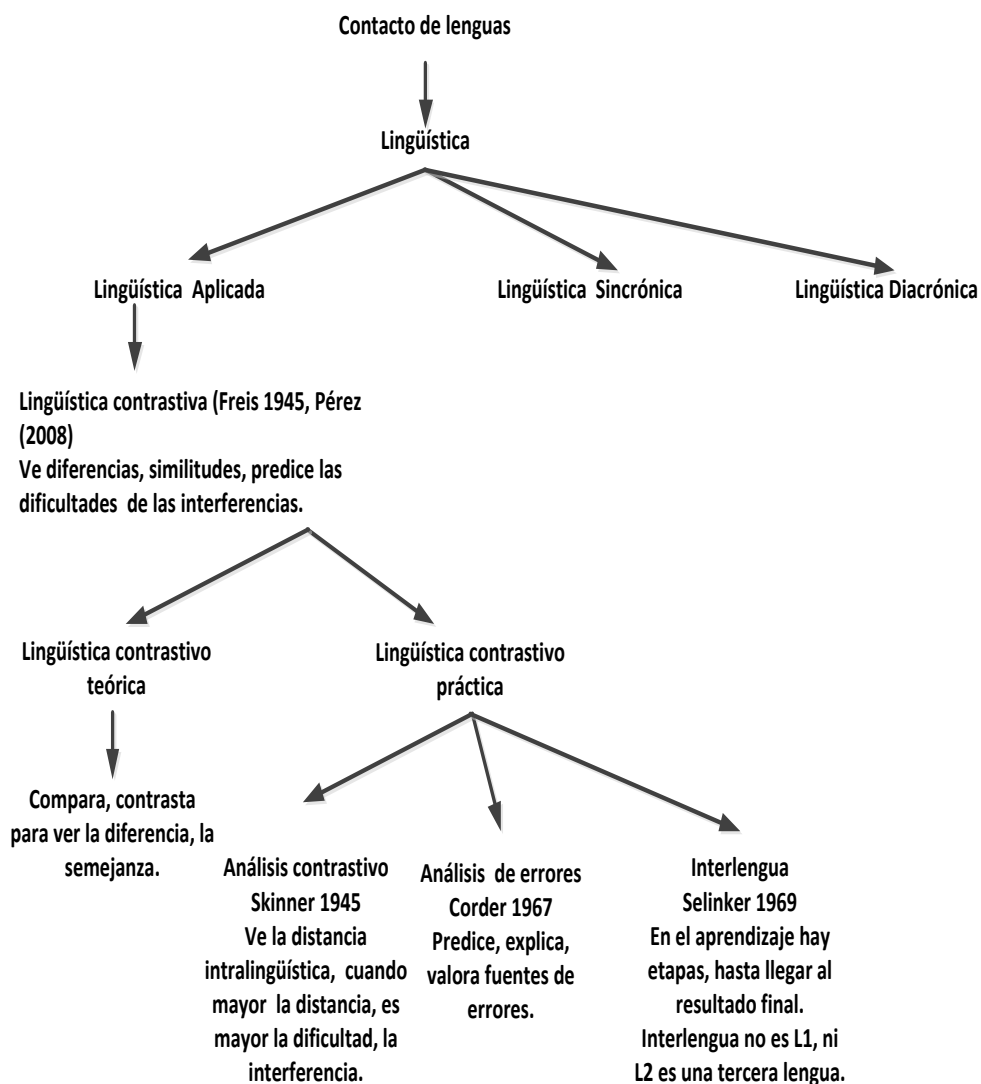 Contacto de lenguas
Lingüística
Lingüística Aplicada
Lingüística Sincrónica
Lingüística Diacrónica
Lingüística contrastiva (Freis 1945, Pérez
(2008)
Ve diferencias, similitudes, predice las
dificultades de las interferencias.
Lingüística contrastivo
teórica
Lingüística contrastivo
práctica
Compara, contrasta
para ver la diferencia, la
semejanza.
Análisis contrastivo
Skinner 1945
Ve la distancia
intralingüística, cuando
mayor la distancia, es
mayor la dificultad, la
interferencia.
Análisis de errores
Corder 1967
Predice, explica,
valora fuentes de
errores.
Interlengua
Selinker 1969
En el aprendizaje hay
etapas, hasta llegar al
resultado final.
Interlengua no es L1, ni
L2 es una tercera lengua.